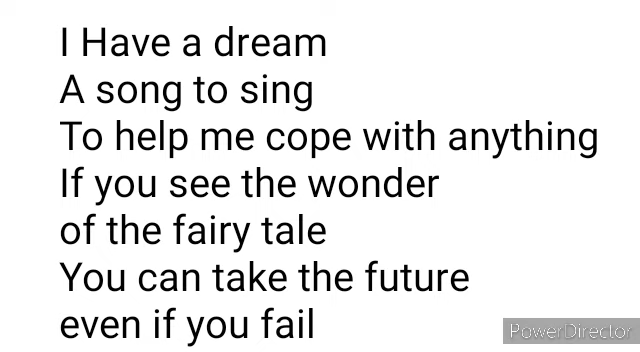 I Have a dream
A song to sing
To help me cope with anything
If you see the wonder
of the fairy tale
You can take the future
even if you fail
PowerDirector